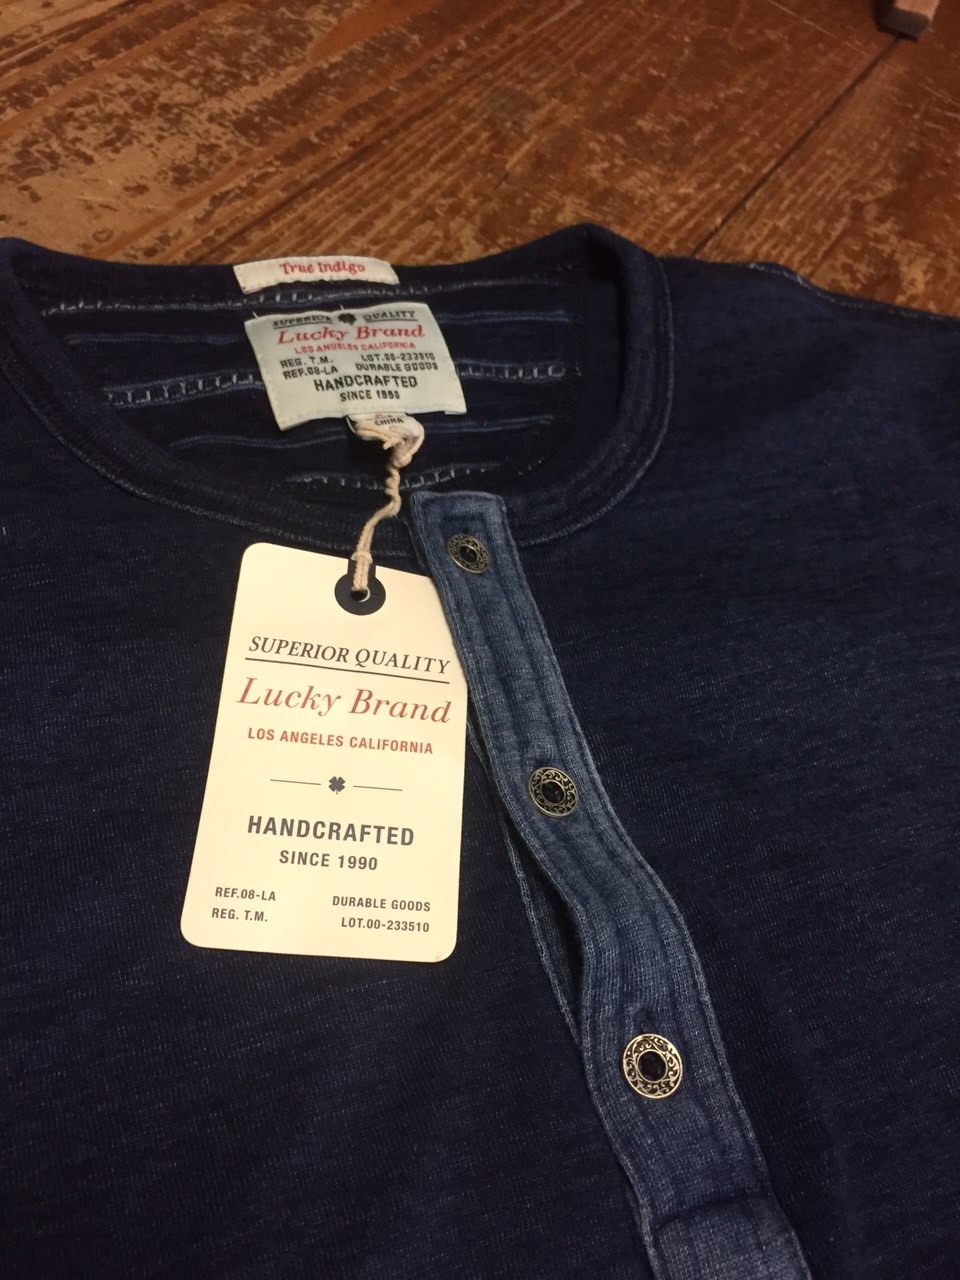 True Indigo
SUPERIOR QUALITY
Lucky Brand
LOS ANGELES CALIFORNIA
REG. T.M. LOT.00-233510
REF.08-LA DURABLE GOODS
HANDCRAFTED
SINCE 1990
CHINA
SUPERIOR QUALITY
Lucky Brand
LOS ANGELES CALIFORNIA
HANDCRAFTED
SINCE 1990
REF.08-LA DURABLE GOODS
REG. T.M. LOT.00-233510